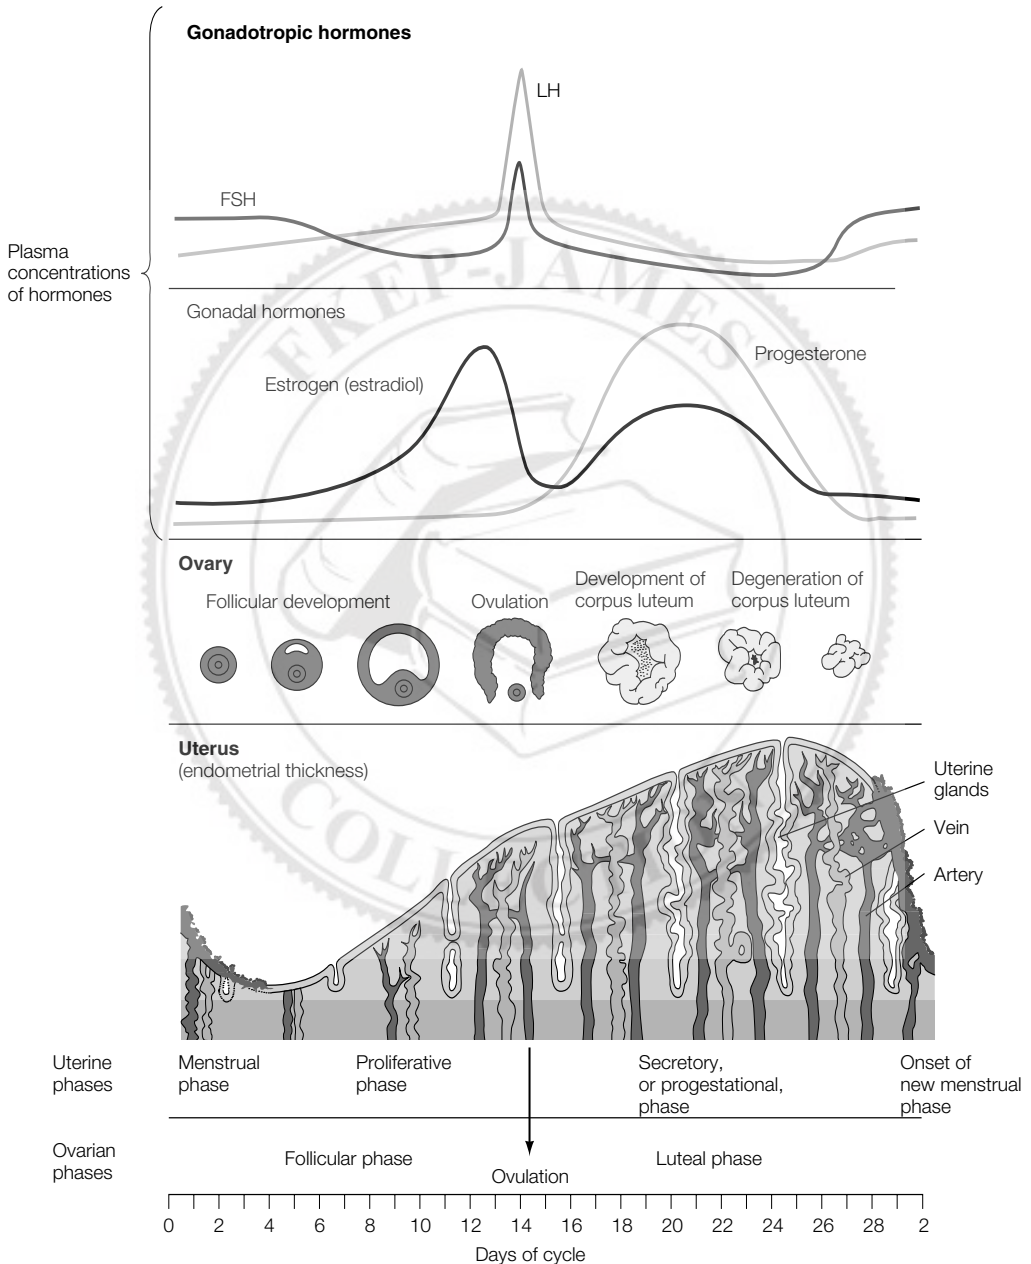 Gonadotropic hormones
LH
FSH
Plasma
concentrations
of hormones
Gonadal hormones
Progesterone
Estrogen (estradiol)
Ovary
Follicular development
Ovulation
Development of
corpus luteum
Degeneration of
corpus luteum
Uterus
(endometrial thickness)
Uterine
glands
Vein
Artery
Uterine
phases
Menstrual
phase
Proliferative
phase
Secretory,
or progestational,
phase
Onset of
new menstrual
phase
Ovarian
phases
Follicular phase
Ovulation
Luteal phase
0 2 4 6 8 10 12 14 16 18 20 22 24 26 28 2
Days of cycle
EKEP-JAMES